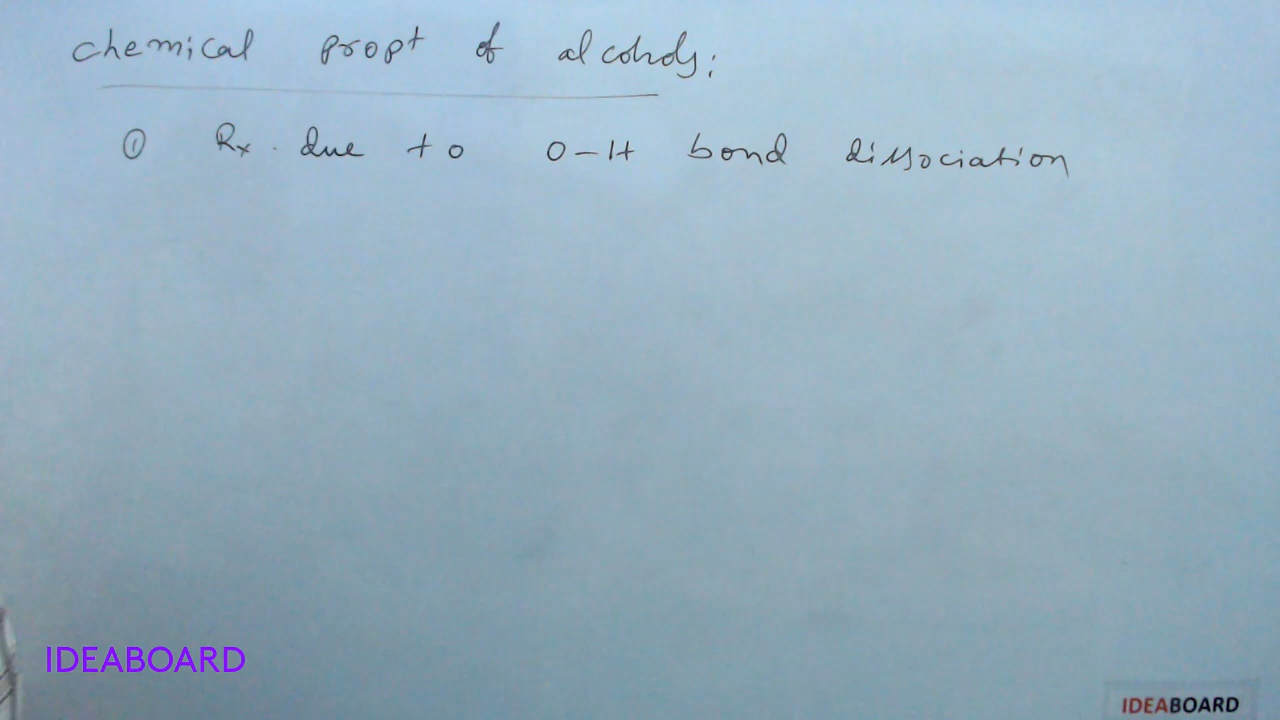 chemical propt of alcohols:
① Rx. due to O-H bond dissociation
IDEABOARD
IDEABOARD